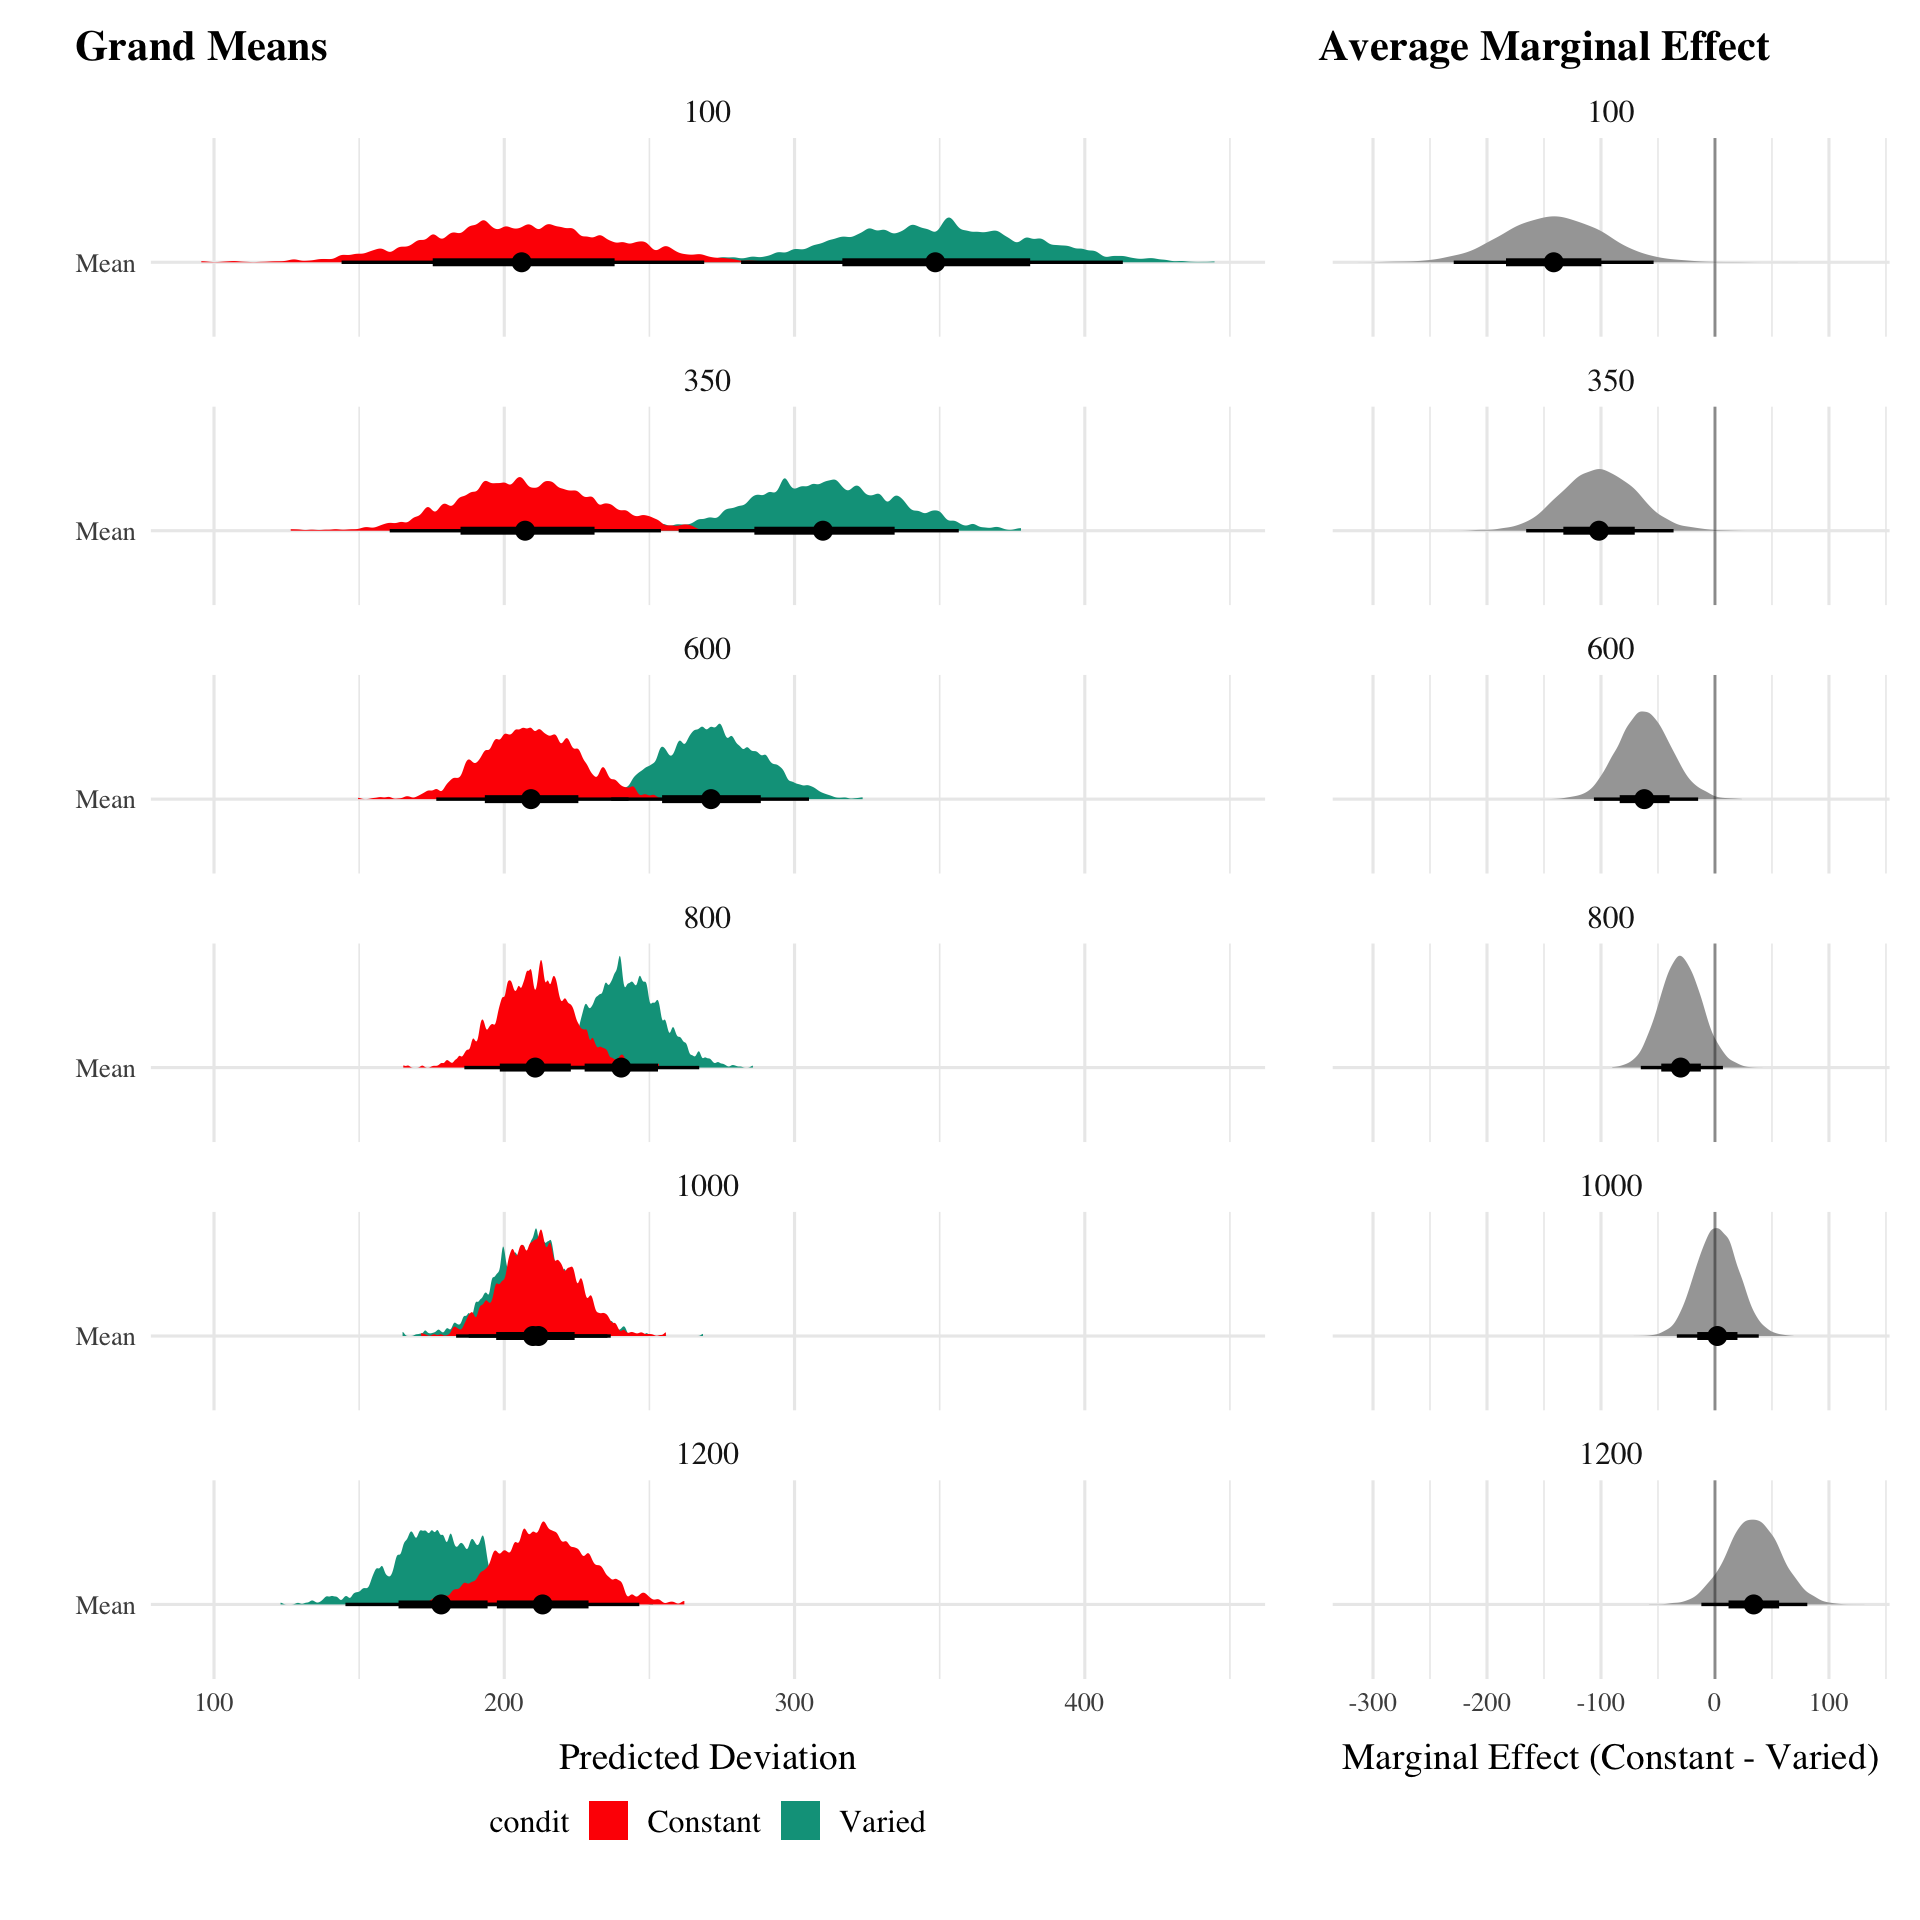 Grand Means
Average Marginal Effect
100
100
Mean
350
350
Mean
600
600
Mean
800
800
Mean
1000
1000
Mean
1200
1200
Mean
100 200 300 400
-300 -200 -100 0 100
Predicted Deviation
Marginal Effect (Constant - Varied)
condit Constant Varied